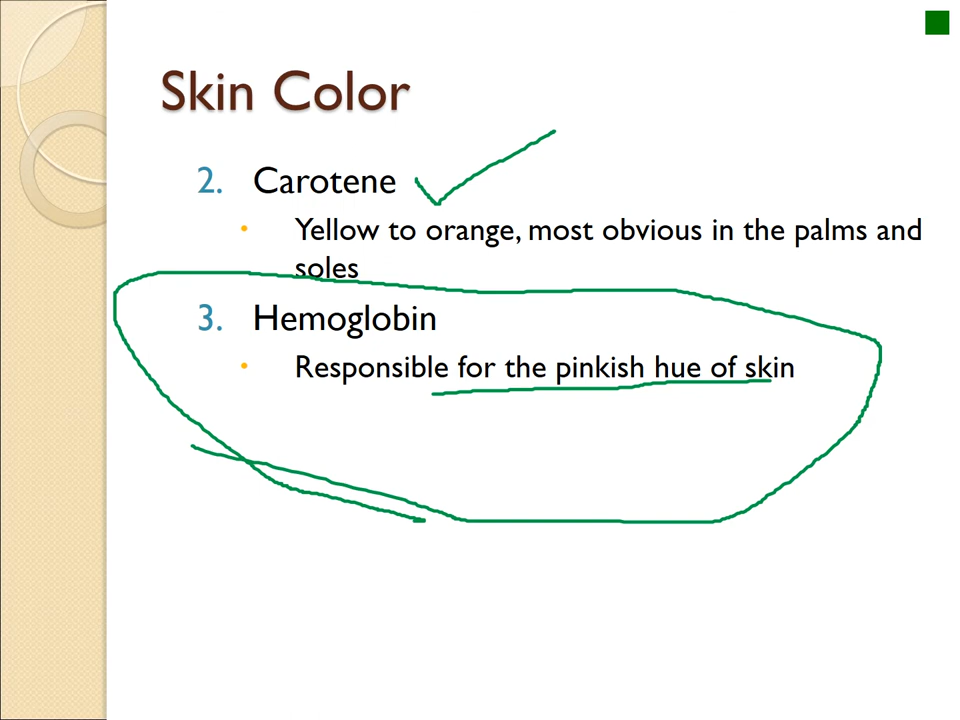 Skin Color
2. Carotene
• Yellow to orange, most obvious in the palms and
soles
3. Hemoglobin
• Responsible for the pinkish hue of skin